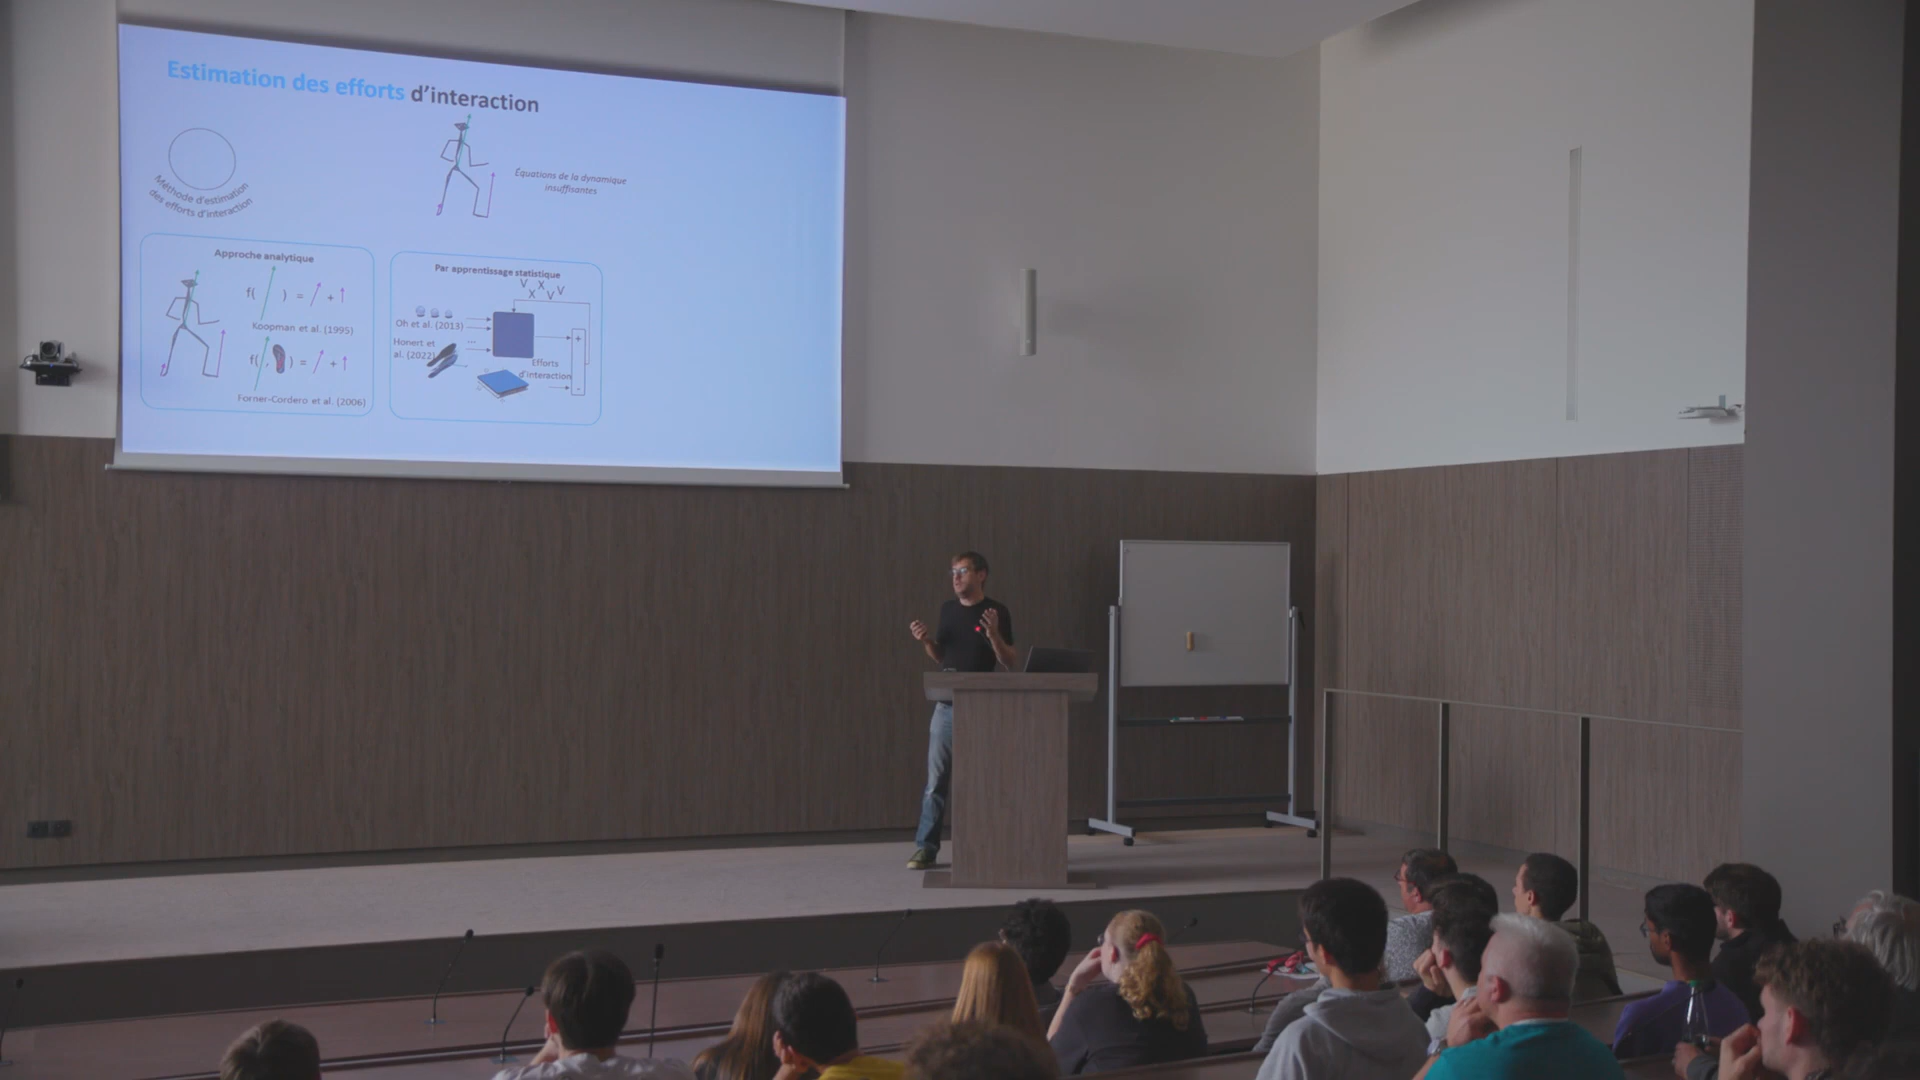 Estimation des efforts d'interaction
Équations de la dynamique
insuffisantes
Méthode d'estimation
des efforts d'interaction
Approche analytique
f( ) = +
Koopman et al. (1995)
f( , ) = +
Forner-Cordero et al. (2006)
Par apprentissage statistique
V X X V V
Oh et al. (2013)
...
Honert et
al. (2022)
+
Efforts
d'interaction
-